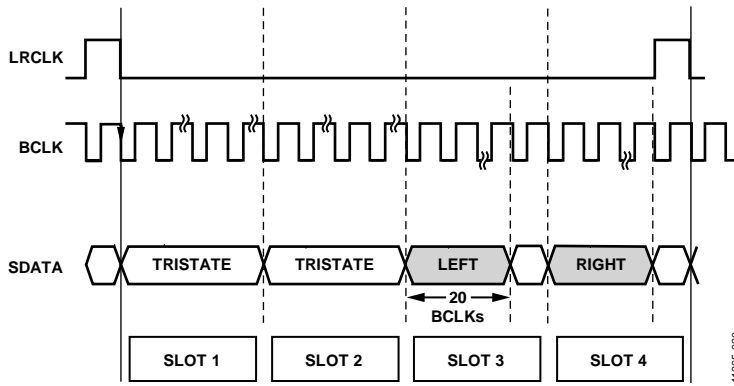 LRCLK
BCLK
SDATA
TRISTATE
TRISTATE
LEFT
RIGHT
20
BCLKs
SLOT 1
SLOT 2
SLOT 3
SLOT 4